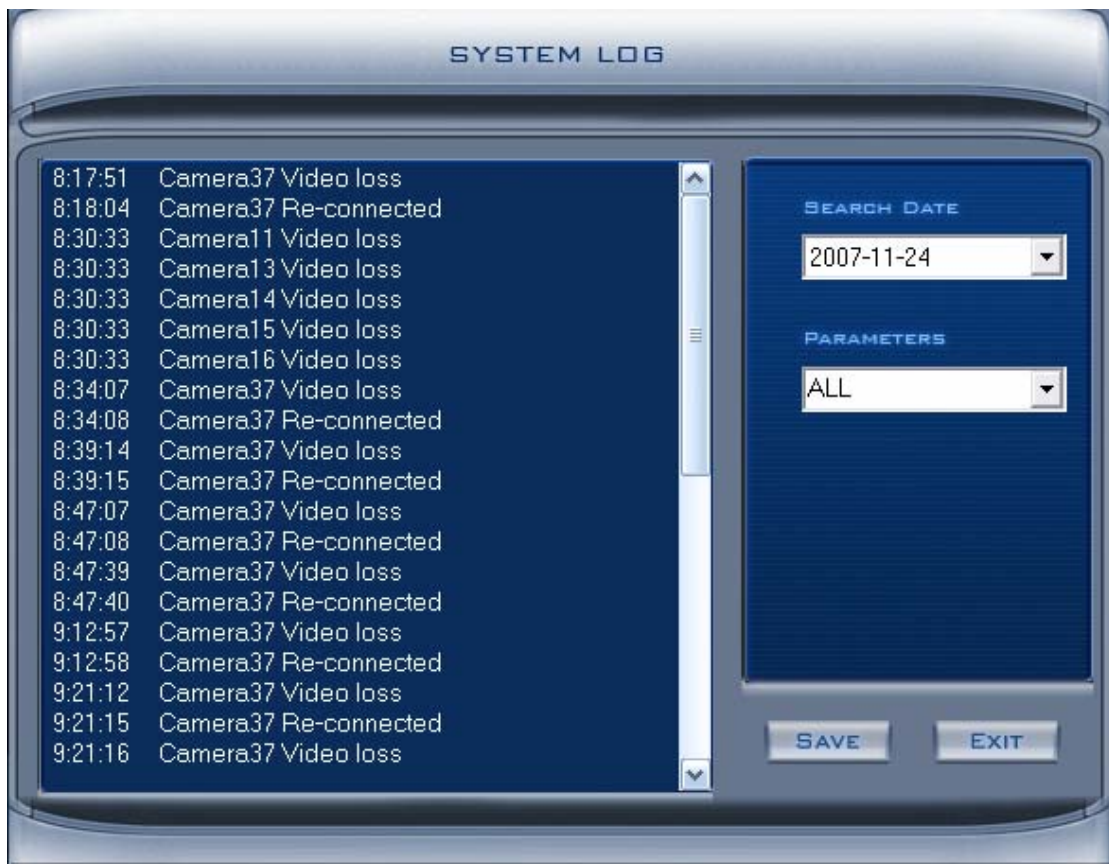 SYSTEM LOG
8:17:51 Camera37 Video loss
8:18:04 Camera37 Re-connected
8:30:33 Camera11 Video loss
8:30:33 Camera13 Video loss
8:30:33 Camera14 Video loss
8:30:33 Camera15 Video loss
8:30:33 Camera16 Video loss
8:34:07 Camera37 Video loss
8:34:08 Camera37 Re-connected
8:39:14 Camera37 Video loss
8:39:15 Camera37 Re-connected
8:47:07 Camera37 Video loss
8:47:08 Camera37 Re-connected
8:47:39 Camera37 Video loss
8:47:40 Camera37 Re-connected
9:12:57 Camera37 Video loss
9:12:58 Camera37 Re-connected
9:21:12 Camera37 Video loss
9:21:15 Camera37 Re-connected
9:21:16 Camera37 Video loss
SEARCH DATE
2007-11-24
PARAMETERS
ALL
SAVE
EXIT